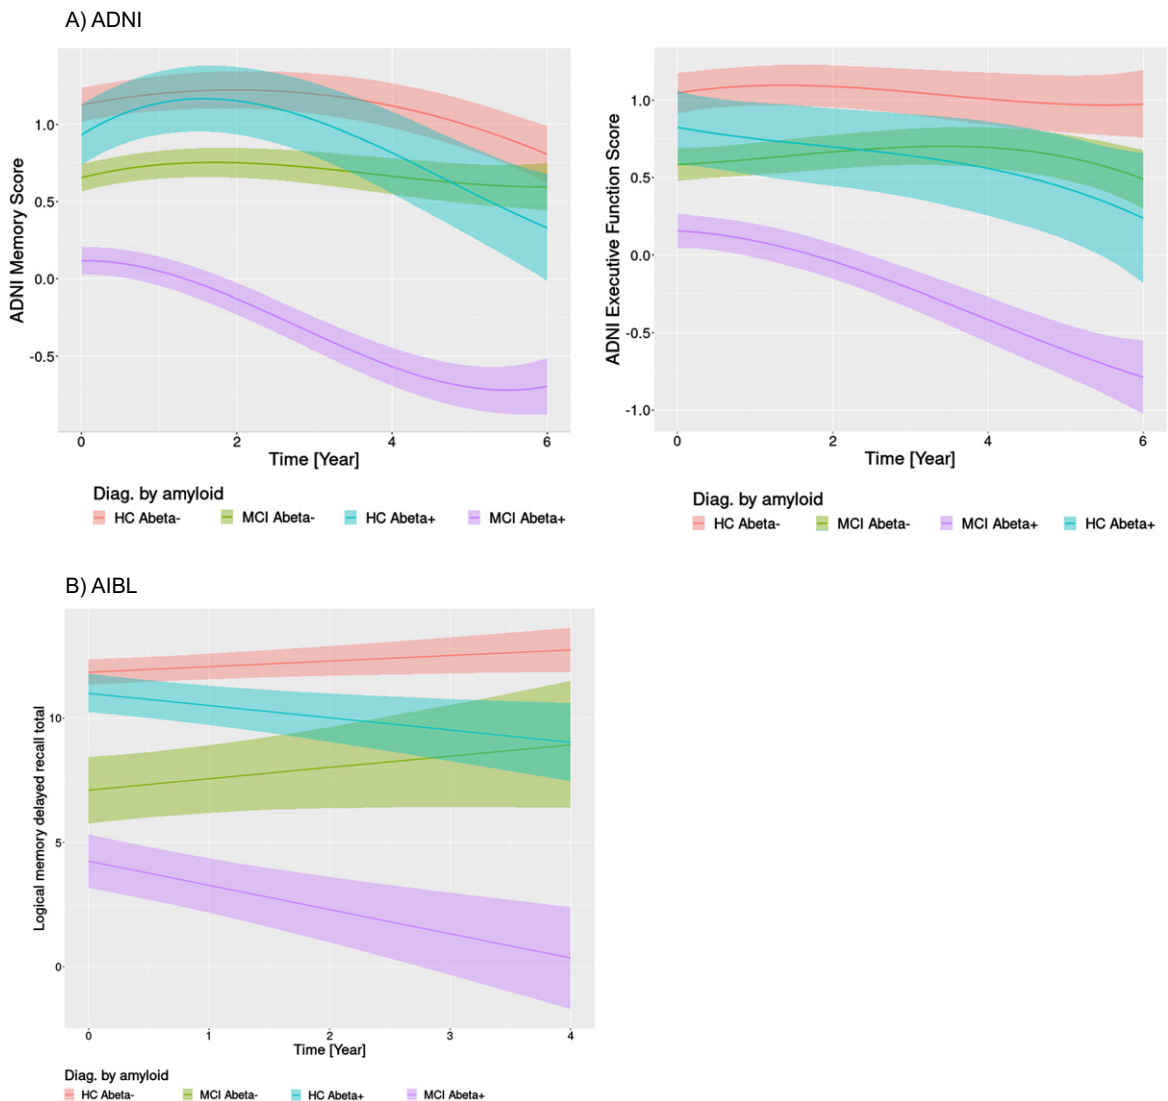 A) ADNI
ADNI Memory Score
1.0
0.5
0.0
-0.5
0
2
4
6
Time [Year]
Diag. by amyloid
HC Abeta-
MCI Abeta-
HC Abeta+
MCI Abeta+
ADNI Executive Function Score
1.0
0.5
0.0
-0.5
-1.0
0
2
4
6
Time [Year]
Diag. by amyloid
HC Abeta-
MCI Abeta-
MCI Abeta+
HC Abeta+
B) AIBL
Logical memory delayed recall total
10
5
0
0
1
2
3
4
Time [Year]
Diag. by amyloid
HC Abeta-
MCI Abeta-
HC Abeta+
MCI Abeta+